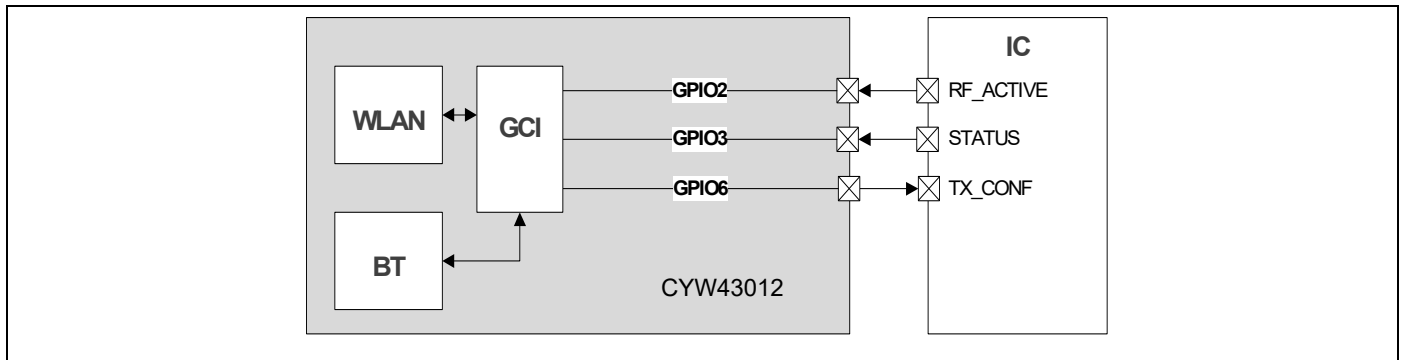 IC
GPIO2
RF_ACTIVE
WLAN
GCI
GPIO3
STATUS
GPIO6
TX_CONF
BT
CYW43012